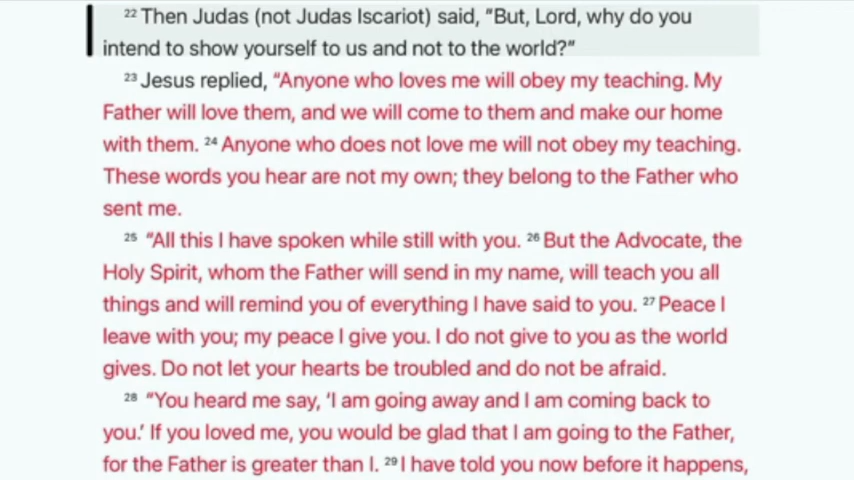 22 Then Judas (not Judas Iscariot) said, "But, Lord, why do you
intend to show yourself to us and not to the world?"
23 Jesus replied, "Anyone who loves me will obey my teaching. My
Father will love them, and we will come to them and make our home
with them. 24 Anyone who does not love me will not obey my teaching.
These words you hear are not my own; they belong to the Father who
sent me.
25 "All this I have spoken while still with you. 26 But the Advocate, the
Holy Spirit, whom the Father will send in my name, will teach you all
things and will remind you of everything I have said to you. 27 Peace I
leave with you; my peace I give you. I do not give to you as the world
gives. Do not let your hearts be troubled and do not be afraid.
28 "You heard me say, 'I am going away and I am coming back to
you.' If you loved me, you would be glad that I am going to the Father,
for the Father is greater than I. 29 I have told you now before it happens,